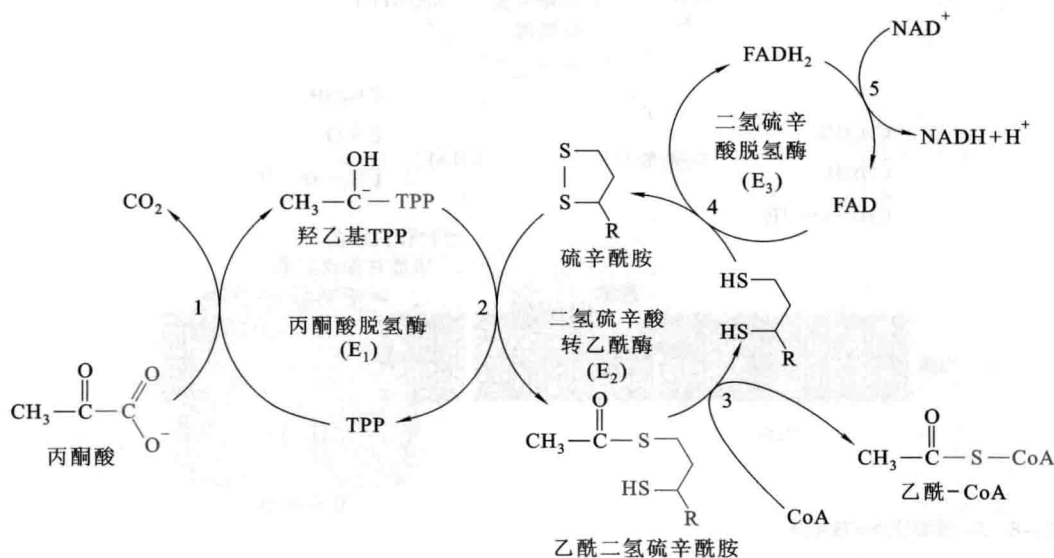 NAD⁺
FADH₂
5
二氢硫辛
酸脱氢酶
(E₃)
NADH+H⁺
FAD
4
OH
CO₂
CH₃—C⁻—TPP
羟乙基TPP
S
S
R
硫辛酰胺
HS
HS
R
1
丙酮酸脱氢酶
(E₁)
2
二氢硫辛酸
转乙酰酶
(E₂)
3
O O
CH₃ C—C
O⁻
丙酮酸
TPP
O
CH₃—C—S
HS
R
乙酰二氢硫辛酰胺
CoA
O
CH₃—C—S—CoA
乙酰-CoA